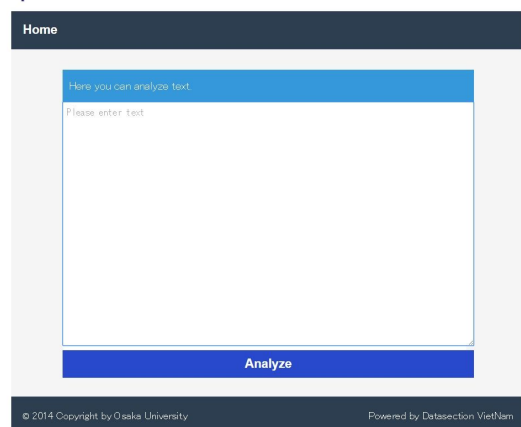 Home
Here you can analyze text.
Please enter text
Analyze
© 2014 Copyright by Osaka University
Powered by Datasection VietNam